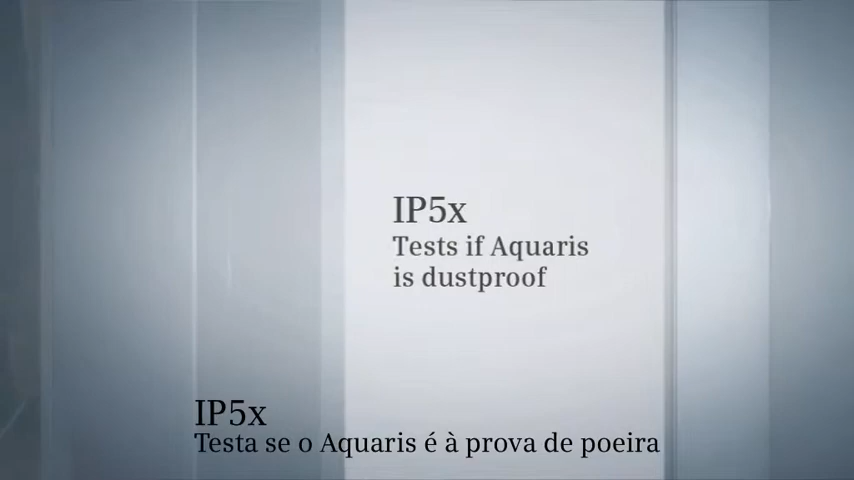 IP5x
Tests if Aquaris
is dustproof
IP5x
Testa se o Aquaris é à prova de poeira